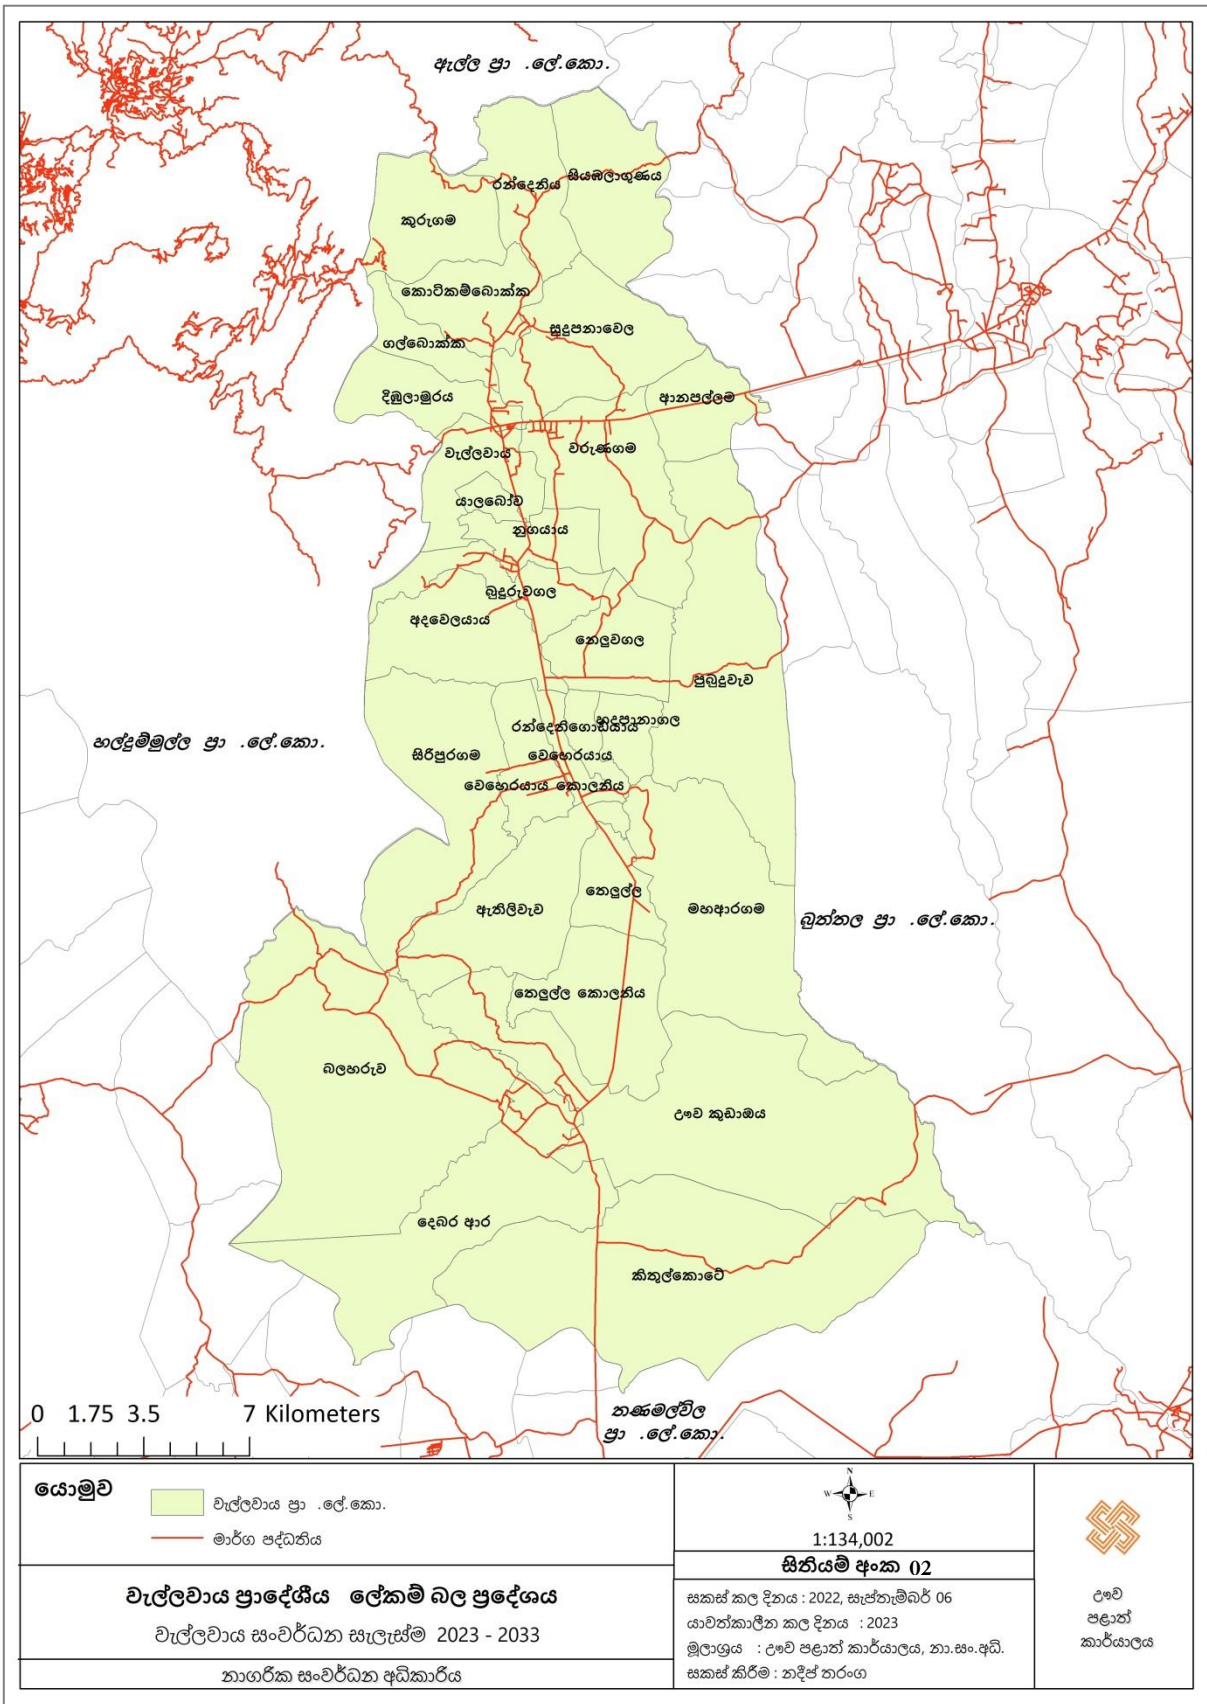 ඇල්ල ප්‍රා .ලේ.කො.
රන්දෙනිය
සියඹලාගුණය
කුරුගම
කොටිකම්බොක්ක
සුදුපනාවෙල
ගල්බොක්ක
දිඹුලාමුරය
ආනපල්ලම
වැල්ලවාය
වරුණගම
යාලබෝව
නුගයාය
බුදුරුවගල
අදවෙලයාය
නෙලුවගල
පුබුදුවැව
හඳපානාගල
රන්දෙනිගොඩයාය
හල්දුම්මුල්ල ප්‍රා .ලේ.කො.
සිරිපුරගම
වෙහෙරයාය
වෙහෙරයාය කොලනිය
තෙලුල්ල
ඇතිලිවැව
මහආරගම
බුත්තල ප්‍රා .ලේ.කො.
තෙලුල්ල කොලනිය
බලහරුව
ඌව කුඩාඔය
දෙබර ආර
කිතුල්කොටේ
0 1.75 3.5 7 Kilometers
තණමල්විල
ප්‍රා .ලේ.කො.
යොමුව
වැල්ලවාය ප්‍රා .ලේ.කො.
මාර්ග පද්ධතිය
N
W E
S
1:134,002
සිතියම් අංක 02
වැල්ලවාය ප්‍රාදේශීය ලේකම් බල ප්‍රදේශය
වැල්ලවාය සංවර්ධන සැලැස්ම 2023 - 2033
නාගරික සංවර්ධන අධිකාරිය
සකස් කල දිනය : 2022, සැප්තැම්බර් 06
යාවත්කාලීන කල දිනය : 2023
මූලාශ්‍රය : ඌව පළාත් කාර්යාලය, නා.සං.අධි.
සකස් කිරීම : නදීප් තරංග
ඌව
පළාත්
කාර්යාලය